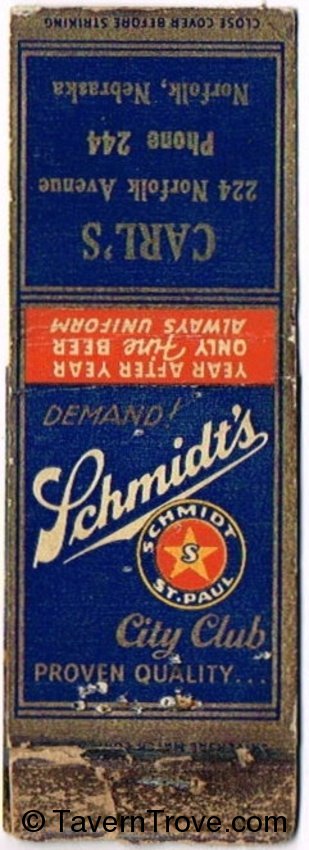 CLOSE COVER BEFORE STRIKING
CARL'S
224 Norfolk Avenue
Phone 244
Norfolk, Nebraska
YEAR AFTER YEAR
ONLY Fine BEER
ALWAYS UNIFORM
DEMAND!
Schmidt's
SCHMIDT
S
ST. PAUL
City Club
PROVEN QUALITY...
© TavernTrove.com